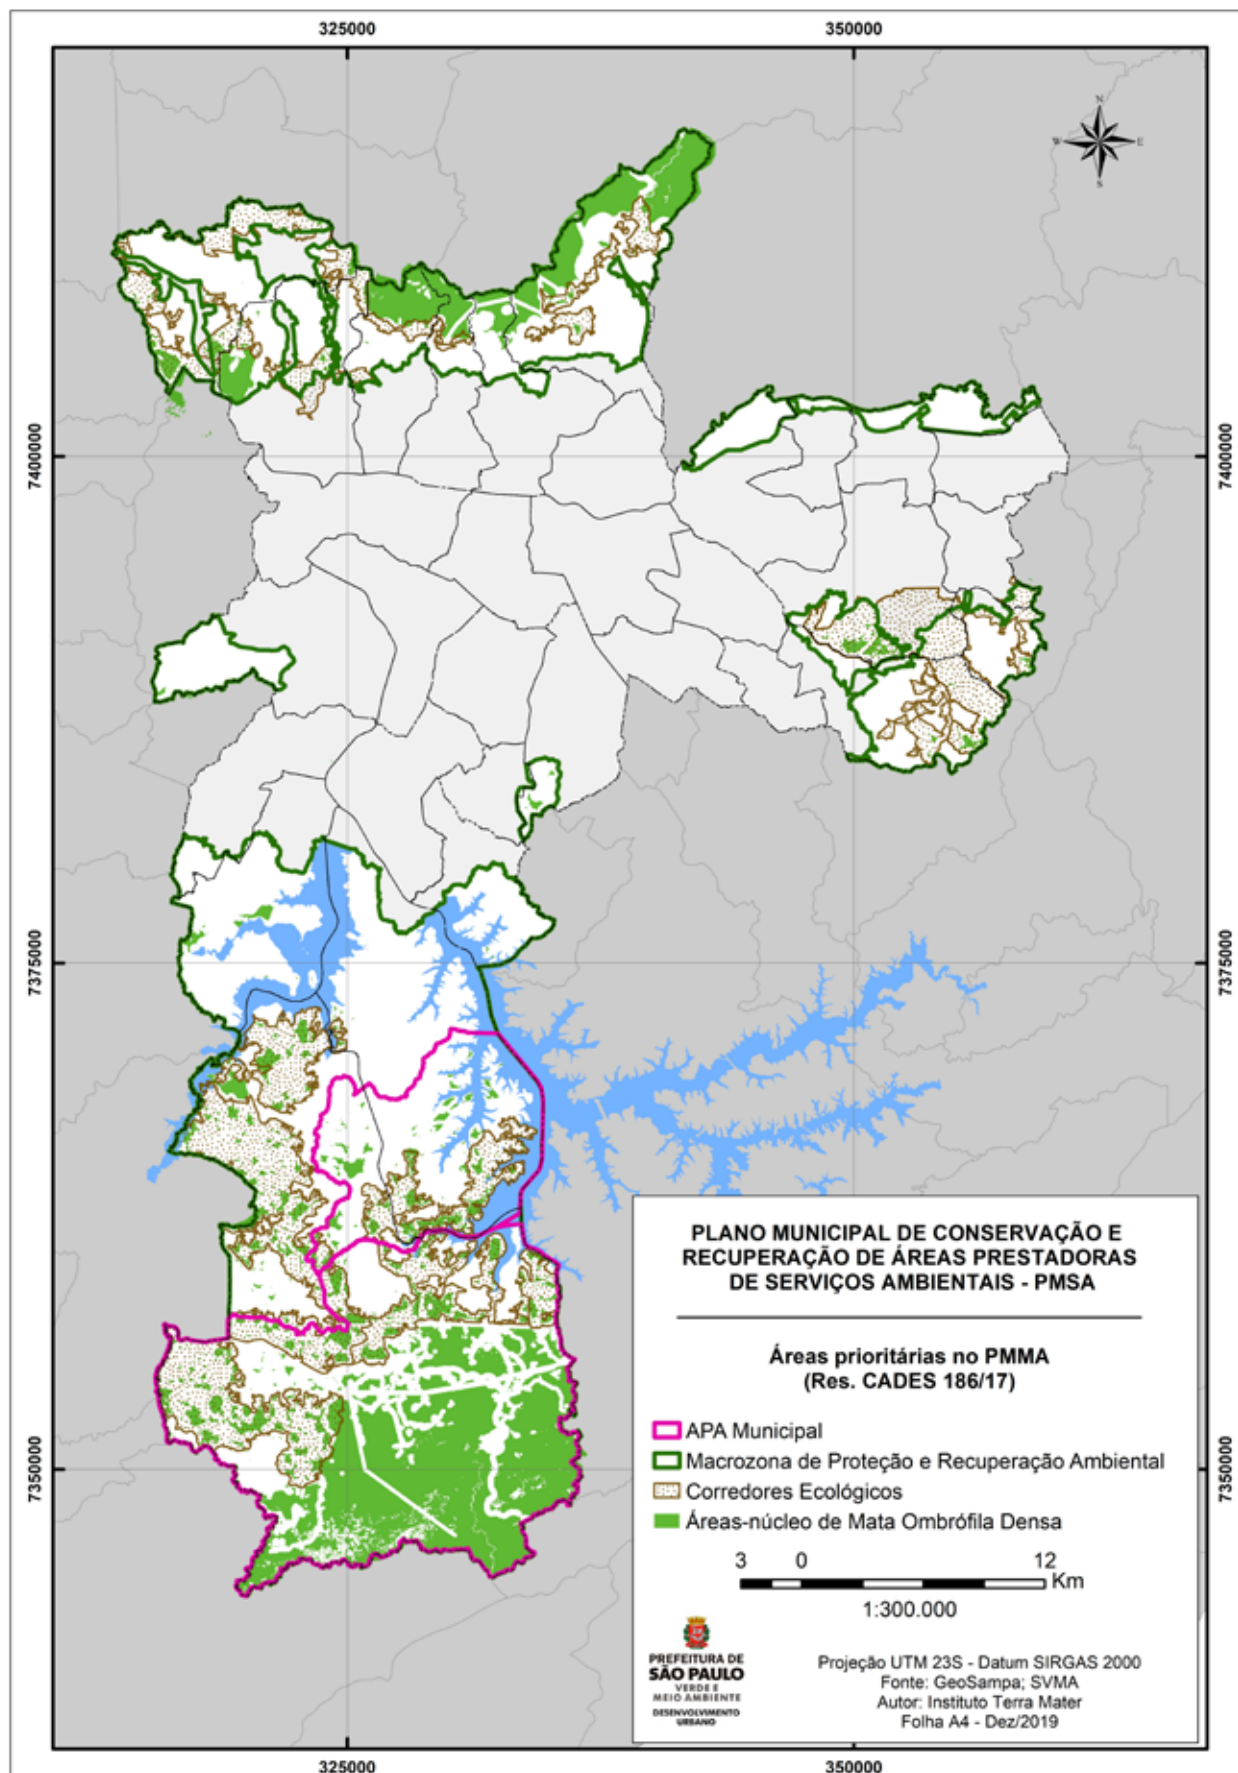 325000
350000
N
W
E
S
7400000
7400000
7375000
7375000
7350000
7350000
PLANO MUNICIPAL DE CONSERVAÇÃO E
RECUPERAÇÃO DE ÁREAS PRESTADORAS
DE SERVIÇOS AMBIENTAIS - PMSA
Áreas prioritárias no PMMA
(Res. CADES 186/17)
APA Municipal
Macrozona de Proteção e Recuperação Ambiental
Corredores Ecológicos
Áreas-núcleo de Mata Ombrófila Densa
3 0 12
Km
1:300.000
PREFEITURA DE
SÃO PAULO
VERDE E
MEIO AMBIENTE
DESENVOLVIMENTO
URBANO
Projeção UTM 23S - Datum SIRGAS 2000
Fonte: GeoSampa; SVMA
Autor: Instituto Terra Mater
Folha A4 - Dez/2019
325000
350000